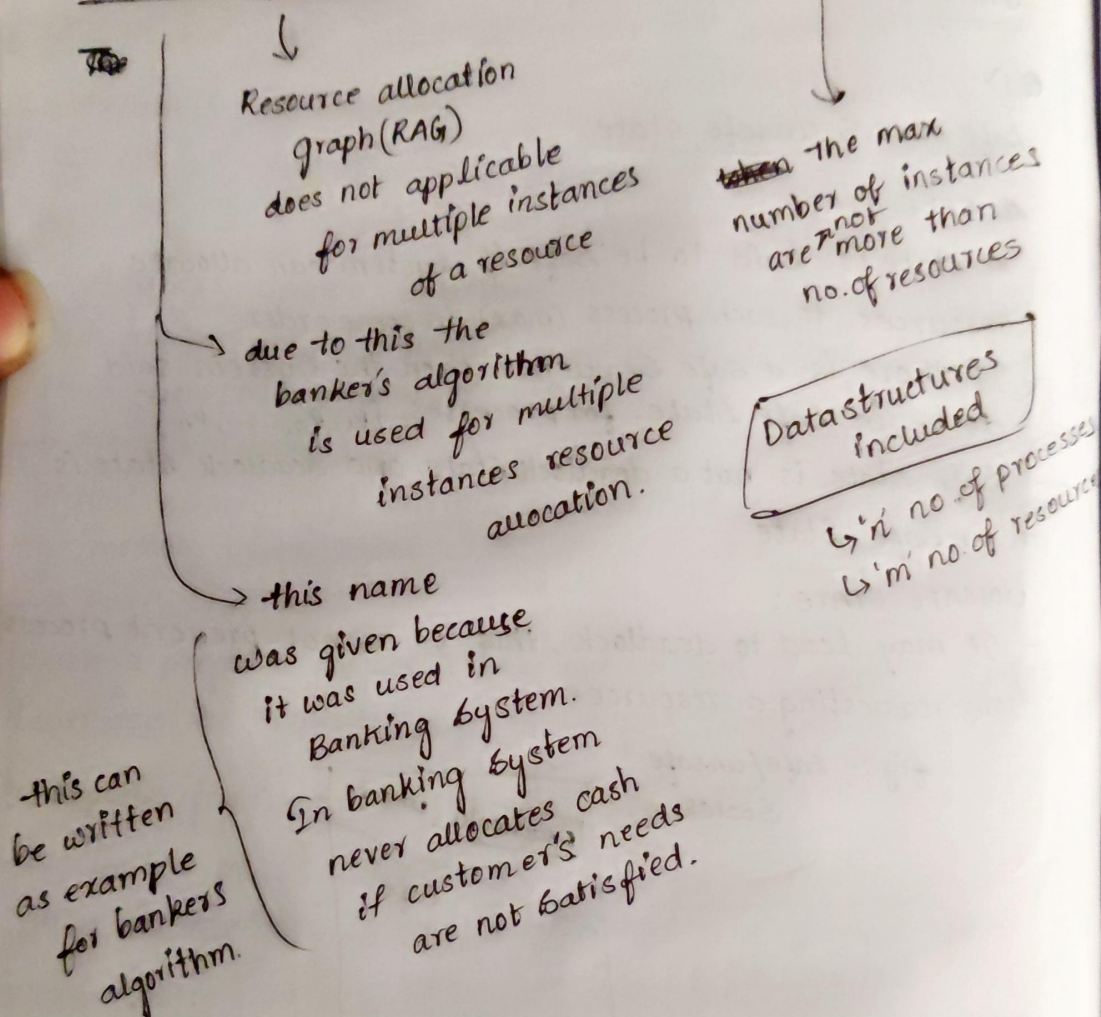 Resource allocation
graph(RAG)
does not applicable
for multiple instances
of a resource
due to this the
banker's algorithm
is used for multiple
instances resource
allocation.
this name
was given because
it was used in
Banking System.
In banking System
never allocates cash
if customer's needs
are not Satisfied.
this can
be written
as example
for bankers
algorithm.
the max
number of instances
are not more than
no. of resources
Datastructures
included
'n' no. of processes
'm' no. of resource